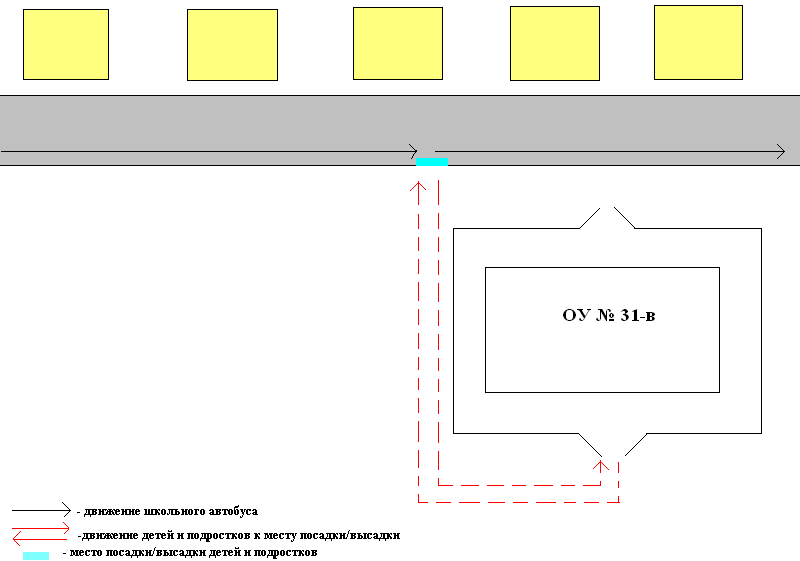 ОУ № 31-в
- движение школьного автобуса
-движение детей и подростков к месту посадки/высадки
- место посадки/высадки детей и подростков